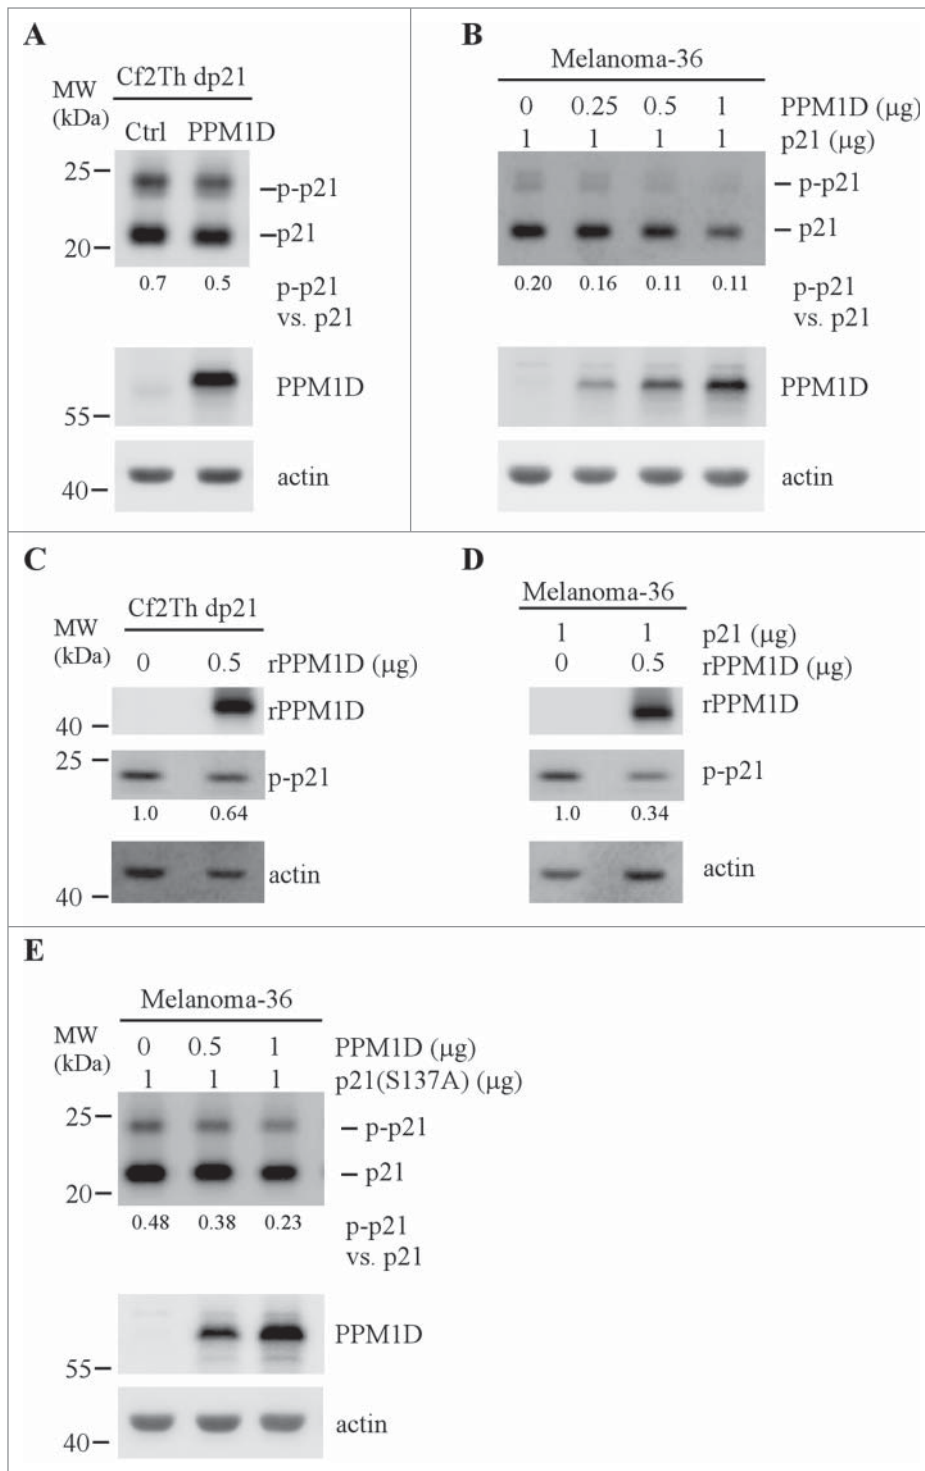 A
Cf2Th dp21
MW
(kDa)
Ctrl PPM1D
25
p-p21
p21
20
0.7 0.5 p-p21
vs. p21
PPM1D
55
actin
40
B
Melanoma-36
0 0.25 0.5 1 PPM1D (μg)
1 1 1 1 p21 (μg)
p-p21
p21
0.20 0.16 0.11 0.11 p-p21
vs. p21
PPM1D
actin
C
Cf2Th dp21
MW
(kDa)
0 0.5 rPPM1D (μg)
rPPM1D
40
25
p-p21
1.0 0.64
actin
40
D
Melanoma-36
1 1 p21 (μg)
0 0.5 rPPM1D (μg)
rPPM1D
p-p21
1.0 0.34
actin
E
Melanoma-36
MW
(kDa)
0 0.5 1 PPM1D (μg)
1 1 1 p21(S137A) (μg)
25
p-p21
p21
20
0.48 0.38 0.23 p-p21
vs. p21
PPM1D
55
actin
40